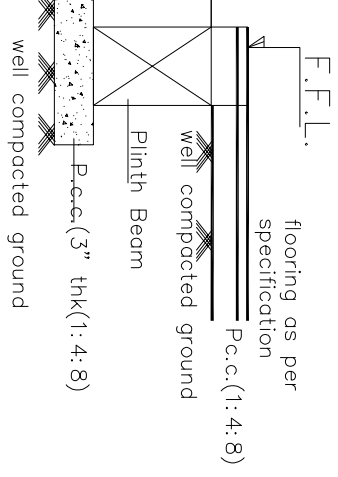 F.F.L.
flooring as per
specification
Pc.c.(1:4:8)
well compacted ground
Plinth Beam
P.c.c.(3" thk(1:4:8)
well compacted ground